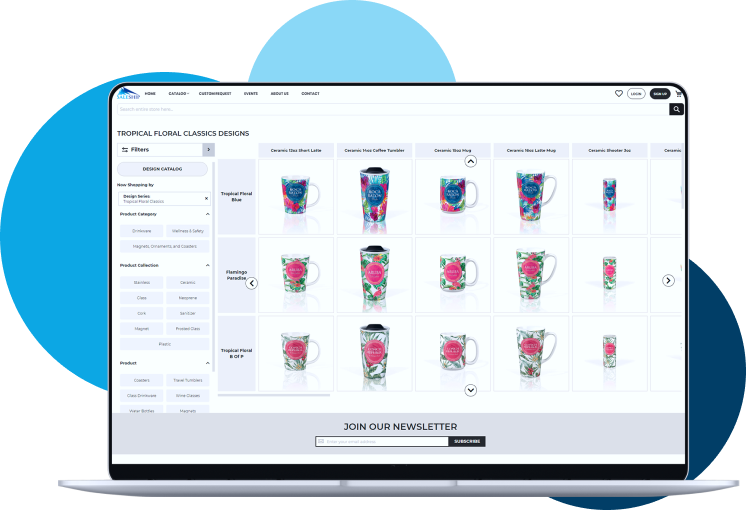 SALESHIP
HOME CATALOG CUSTOM REQUEST EVENTS ABOUT US CONTACT
LOGIN SIGN UP
Search entire store here...
TROPICAL FLORAL CLASSICS DESIGNS
Filters
DESIGN CATALOG
Now Shopping by
Design Series:
Tropical Floral Classics
Product Category
Drinkware Wellness & Safety
Magnets, Ornaments, and Coasters
Product Collection
Stainless Ceramic
Glass Neoprene
Cork Sanitizer
Magnet Frosted Glass
Plastic
Product
Coasters Travel Tumblers
Glass Drinkware Wine Glasses
Water Bottles Magnets
Ceramic 12oz Short Latte Ceramic 14oz Coffee Tumbler Ceramic 15oz Mug Ceramic 16oz Latte Mug Ceramic Shooter 2oz Ceramic
Tropical Floral
Blue
Flamingo
Paradise
Tropical Floral
B Of P
JOIN OUR NEWSLETTER
Enter your email address SUBSCRIBE